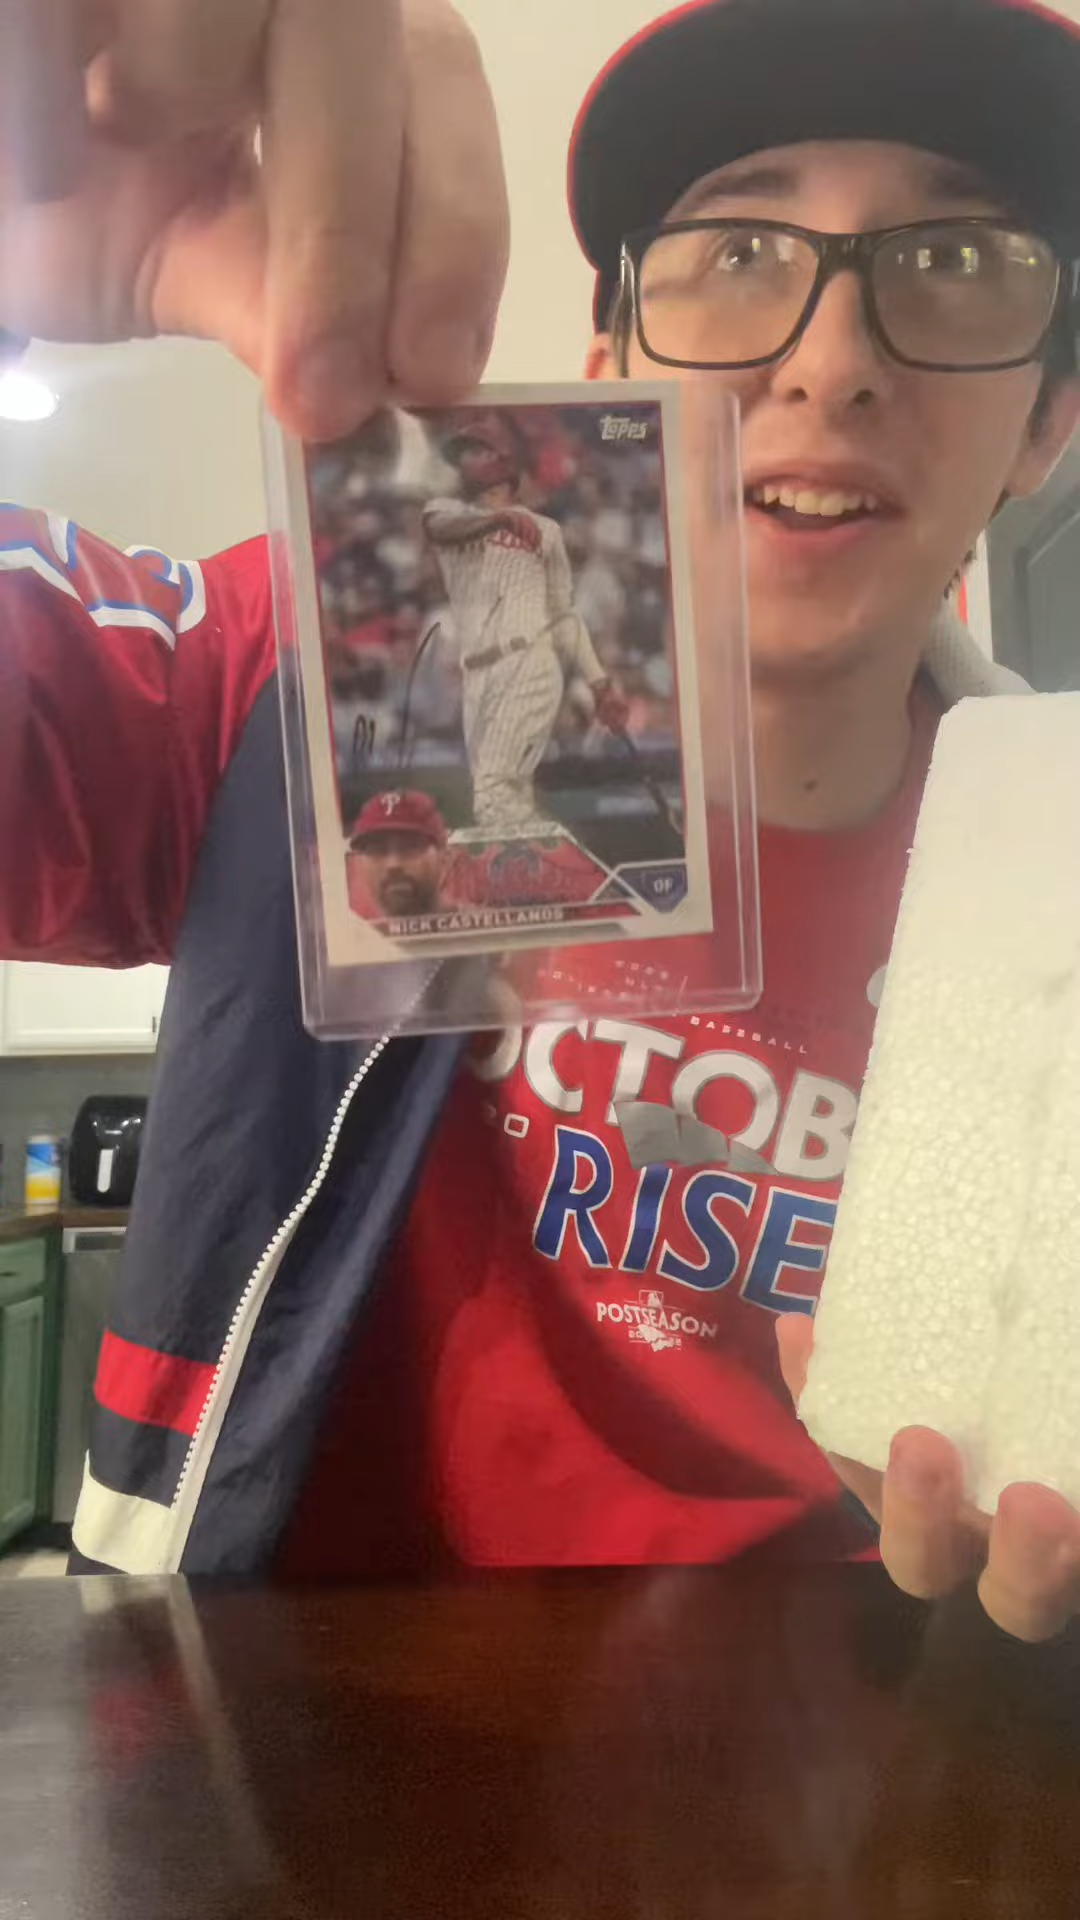 Topps
P
OF
NICK CASTELLANOS
BASEBALL
OCTOB
RISE
POSTSEASON